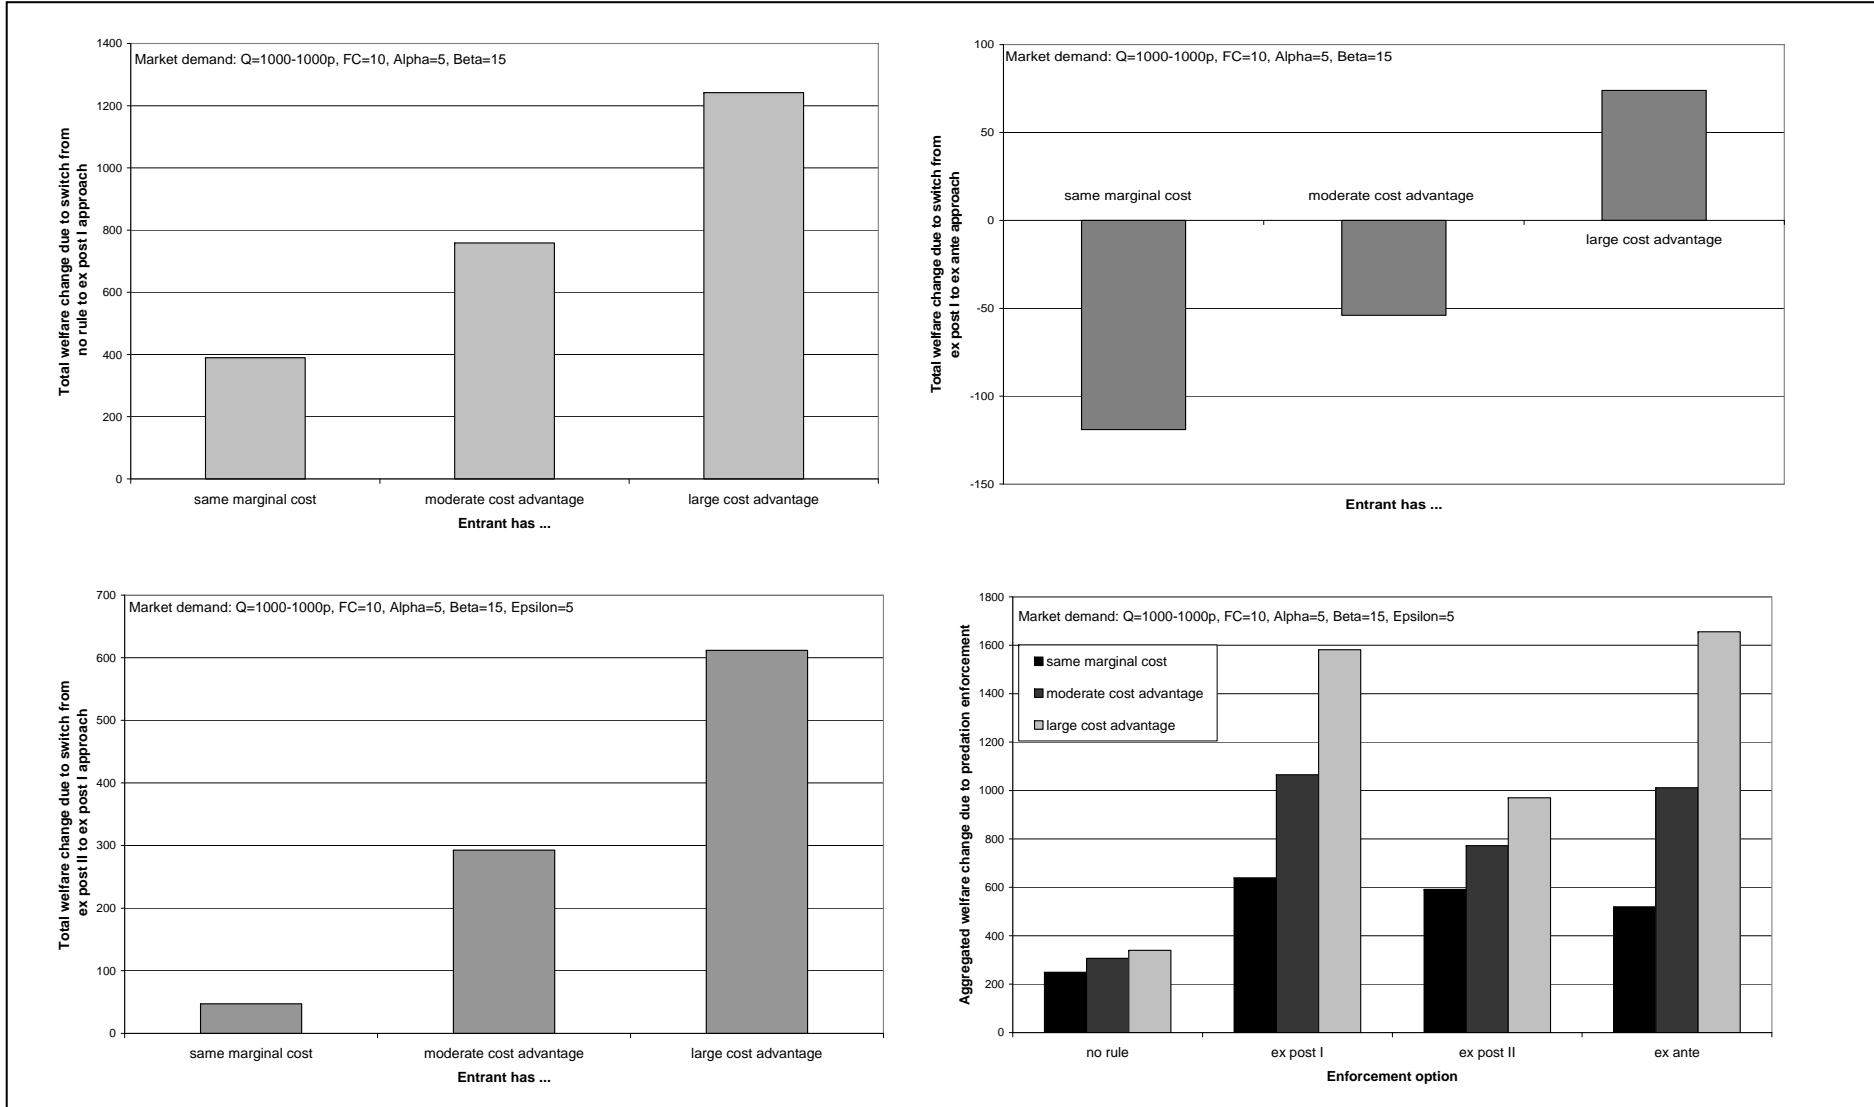 Market demand: Q=1000-1000p, FC=10, Alpha=5, Beta=15
Total welfare change due to switch from
no rule to ex post I approach
1400
1200
1000
800
600
400
200
0
same marginal cost
moderate cost advantage
large cost advantage
Entrant has ...
Market demand: Q=1000-1000p, FC=10, Alpha=5, Beta=15
Total welfare change due to switch from
ex post I to ex ante approach
100
50
0
-50
-100
-150
same marginal cost
moderate cost advantage
large cost advantage
Entrant has ...
Market demand: Q=1000-1000p, FC=10, Alpha=5, Beta=15, Epsilon=5
Total welfare change due to switch from
ex post II to ex post I approach
700
600
500
400
300
200
100
0
same marginal cost
moderate cost advantage
large cost advantage
Entrant has ...
Market demand: Q=1000-1000p, FC=10, Alpha=5, Beta=15, Epsilon=5
Aggregated welfare change due to predation enforcement
1800
1600
1400
1200
1000
800
600
400
200
0
same marginal cost
moderate cost advantage
large cost advantage
no rule
ex post I
ex post II
ex ante
Enforcement option